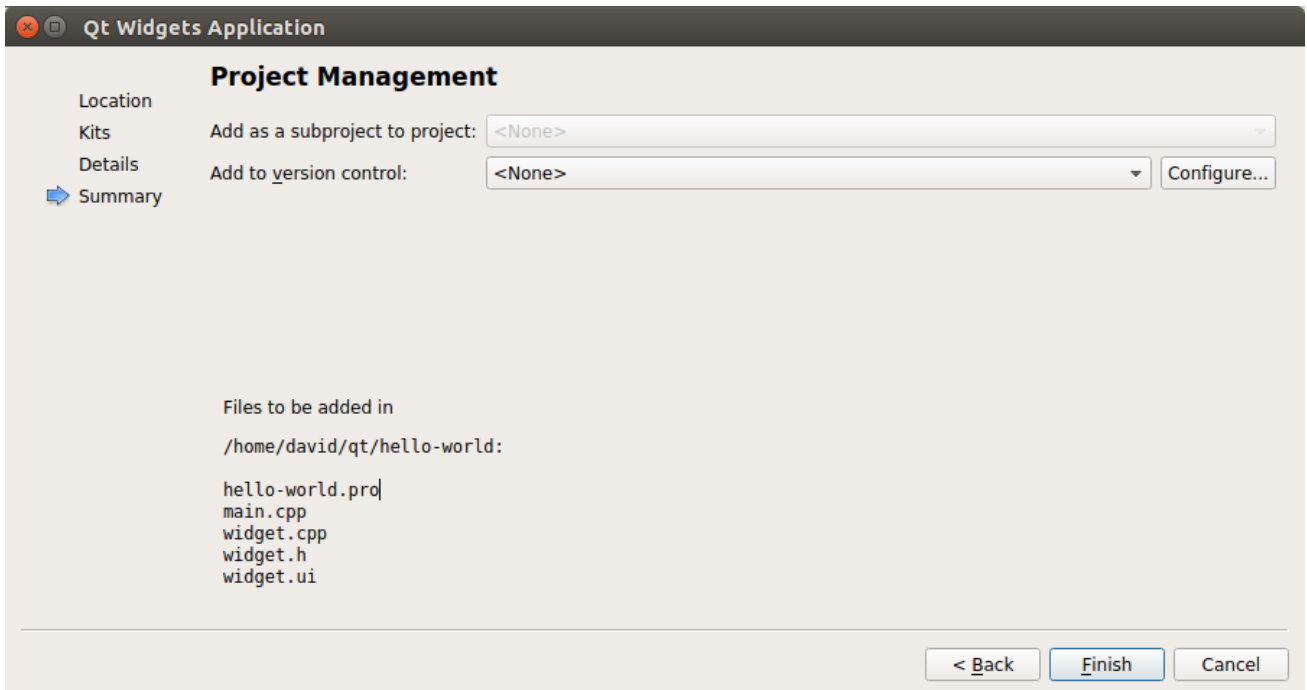 Qt Widgets Application
Project Management
Location
Kits
Details
Summary
Add as a subproject to project: <None>
Add to version control: <None> Configure...
Files to be added in
/home/david/qt/hello-world:
hello-world.pro
main.cpp
widget.cpp
widget.h
widget.ui
< Back Finish Cancel